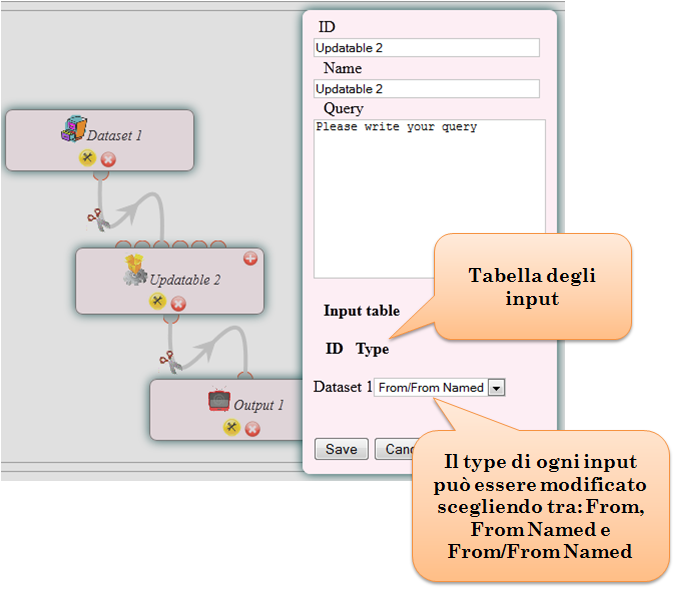 ID
Updatable 2
Name
Updatable 2
Query
Please write your query
Dataset 1
Updatable 2
Output 1
Tabella degli
input
Input table
ID Type
Dataset 1 From/From Named
Save
Il type di ogni input
può essere modificato
scegliendo tra: From,
From Named e
From/From Named